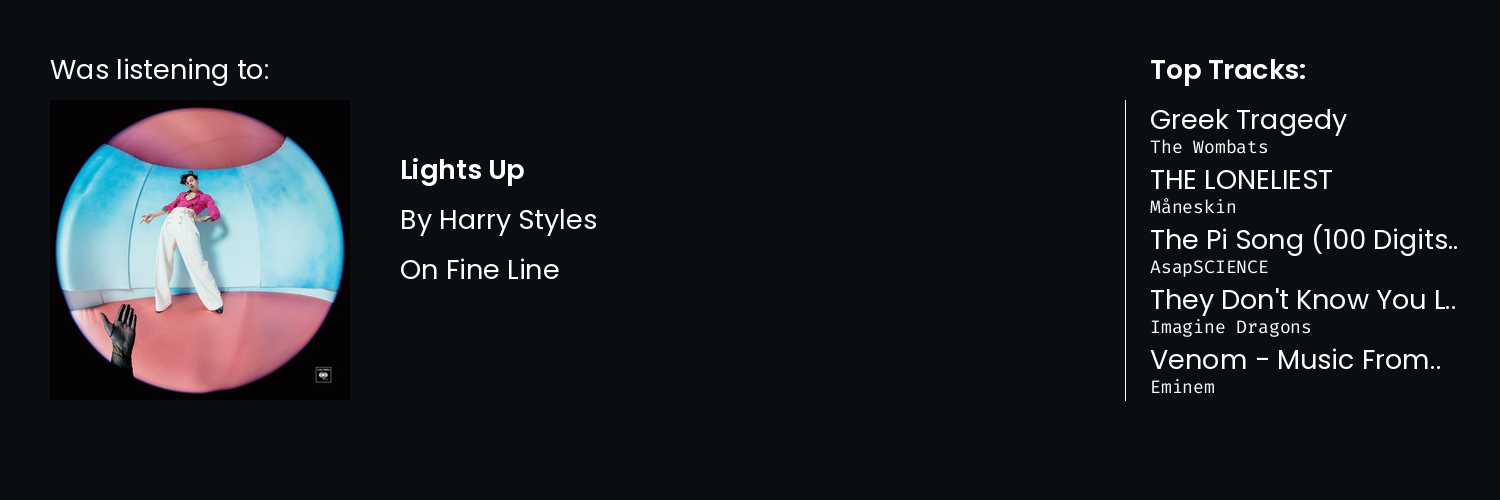 Was listening to:
Lights Up
By Harry Styles
On Fine Line
Top Tracks:
Greek Tragedy
The Wombats
THE LONELIEST
Måneskin
The Pi Song (100 Digits..
AsapSCIENCE
They Don't Know You L..
Imagine Dragons
Venom - Music From..
Eminem